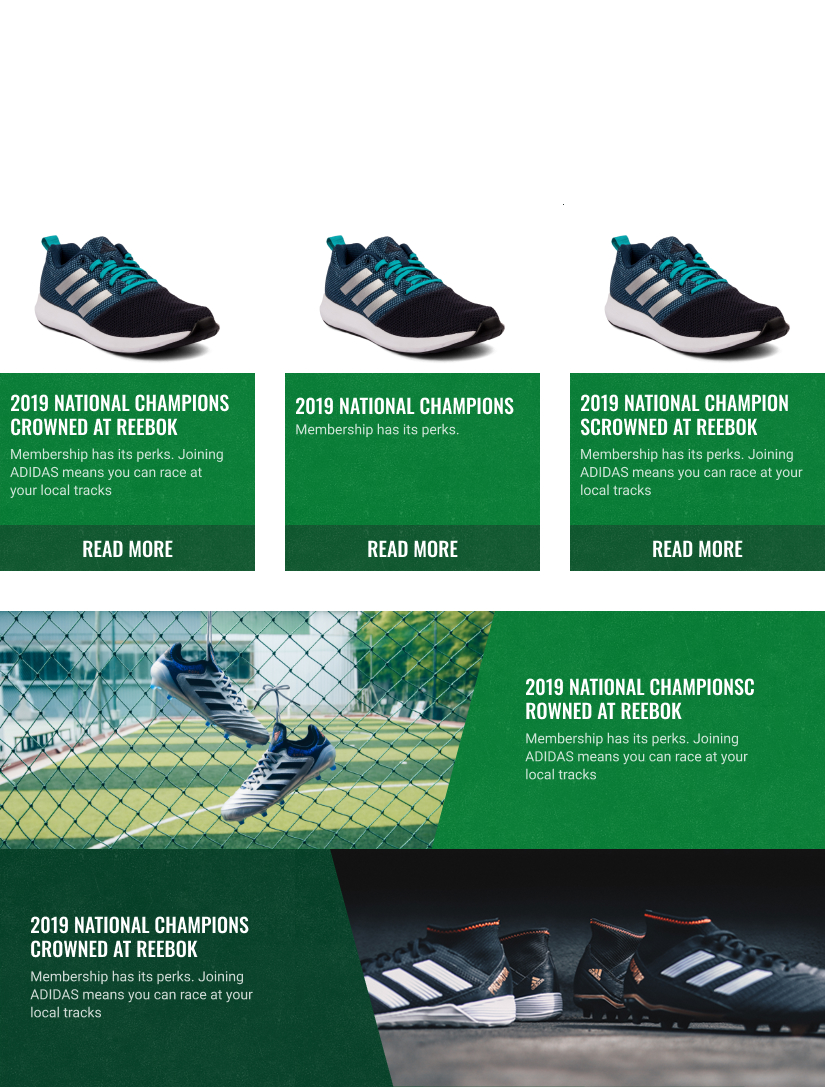 2019 NATIONAL CHAMPIONS
CROWNED AT REEBOK
Membership has its perks. Joining
ADIDAS means you can race at
your local tracks
READ MORE
2019 NATIONAL CHAMPIONS
Membership has its perks.
READ MORE
2019 NATIONAL CHAMPION
SCROWNED AT REEBOK
Membership has its perks. Joining
ADIDAS means you can race at your
local tracks
READ MORE
2019 NATIONAL CHAMPIONSC
ROWNED AT REEBOK
Membership has its perks. Joining
ADIDAS means you can race at your
local tracks
2019 NATIONAL CHAMPIONS
CROWNED AT REEBOK
Membership has its perks. Joining
ADIDAS means you can race at your
local tracks